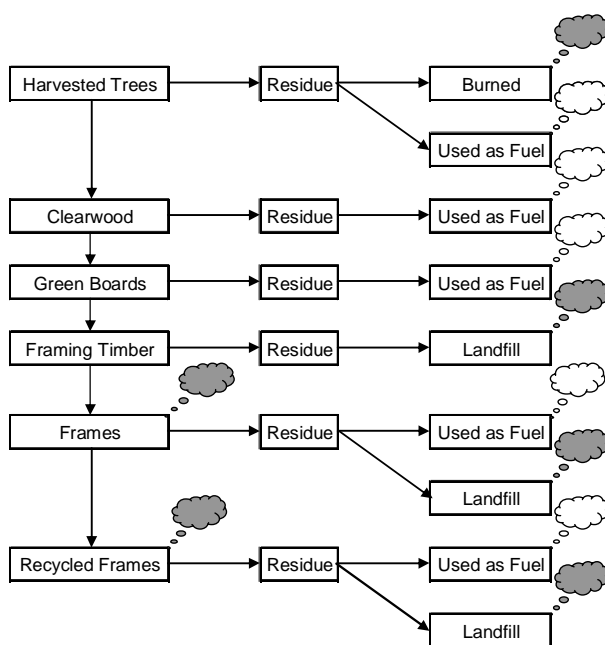 Harvested Trees
Residue
Burned
Used as Fuel
Clearwood
Residue
Used as Fuel
Green Boards
Residue
Used as Fuel
Framing Timber
Residue
Landfill
Frames
Residue
Used as Fuel
Landfill
Recycled Frames
Residue
Used as Fuel
Landfill